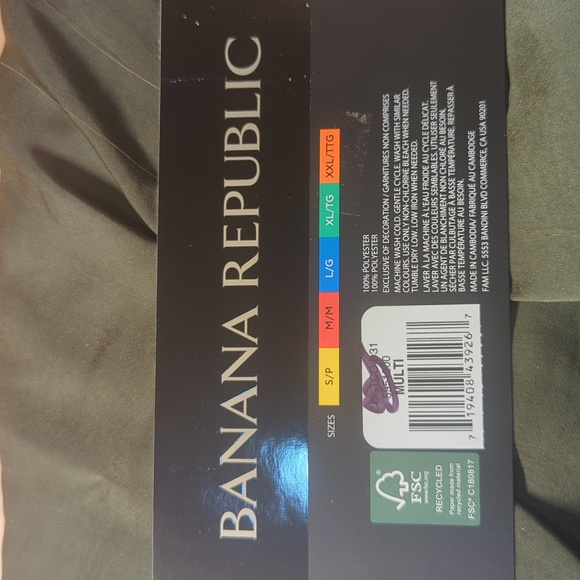 BANANA REPUBLIC
SIZES S/P M/M L/G XL/TG XXL/TTG
100% POLYESTER
100% POLYESTER
EXCLUSIVE OF DECORATION / GARNITURES NON COMPRISES
MACHINE WASH COLD, GENTLE CYCLE. WASH WITH SIMILAR
COLOURS. USE ONLY NON-CHLORINE BLEACH WHEN NEEDED.
TUMBLE DRY LOW. LOW IRON WHEN NEEDED.
LAVER À LA MACHINE À L'EAU FROIDE AU CYCLE DÉLICAT.
LAVER AVEC DES COULEURS SEMBLABLES. UTILISER SEULEMENT
UN AGENT DE BLANCHIMENT NON CHLORÉ AU BESOIN.
SÉCHER PAR CULBUTAGE À BASSE TEMPÉRATURE. REPASSER À
BASSE TEMPÉRATURE AU BESOIN.
MADE IN CAMBODIA/ FABRIQUÉ AU CAMBODGE
FAM LLC. 5553 BANDINI BLVD COMMERCE, CA USA 90201
MULTI
7 19408 43926 7
FSC
www.fsc.org
RECYCLED
Paper made from
recycled material
FSC® C180817